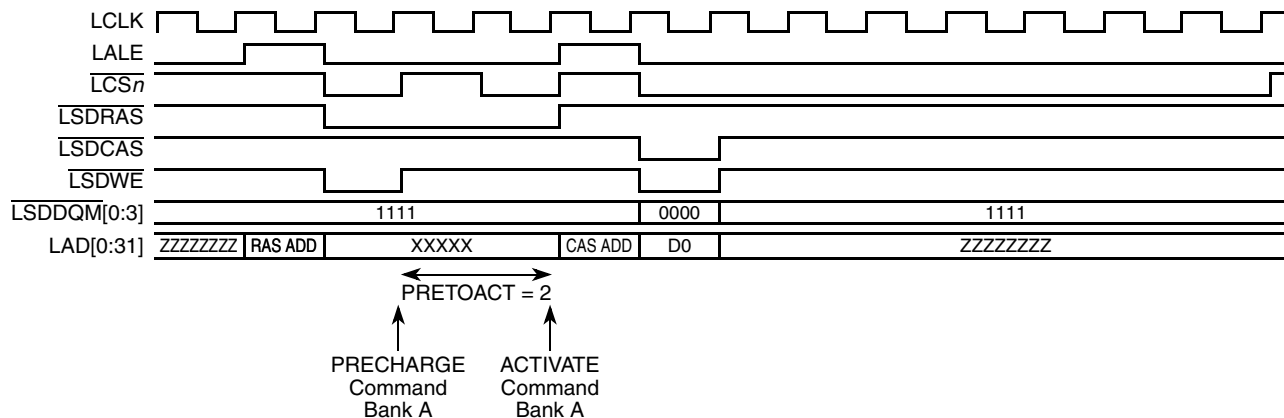 LCLK
LALE
LCSn
LSDRAS
LSDCAS
LSDWE
LSDDQM[0:3] 1111 0000 1111
LAD[0:31] ZZZZZZZZ RAS ADD XXXXX CAS ADD D0 ZZZZZZZZ
PRETOACT = 2
PRECHARGE ACTIVATE
Command Command
Bank A Bank A